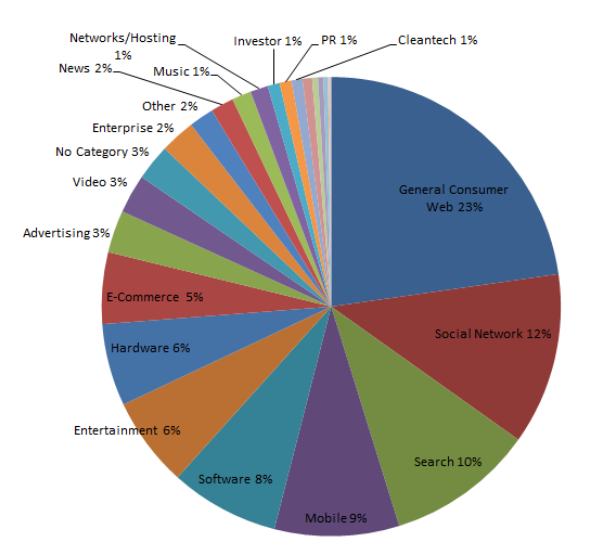 Networks/Hosting
1%
Investor 1%
PR 1%
Cleantech 1%
News 2%
Music 1%
Other 2%
Enterprise 2%
No Category 3%
Video 3%
Advertising 3%
E-Commerce 5%
Hardware 6%
Entertainment 6%
Software 8%
Mobile 9%
Search 10%
Social Network 12%
General Consumer
Web 23%